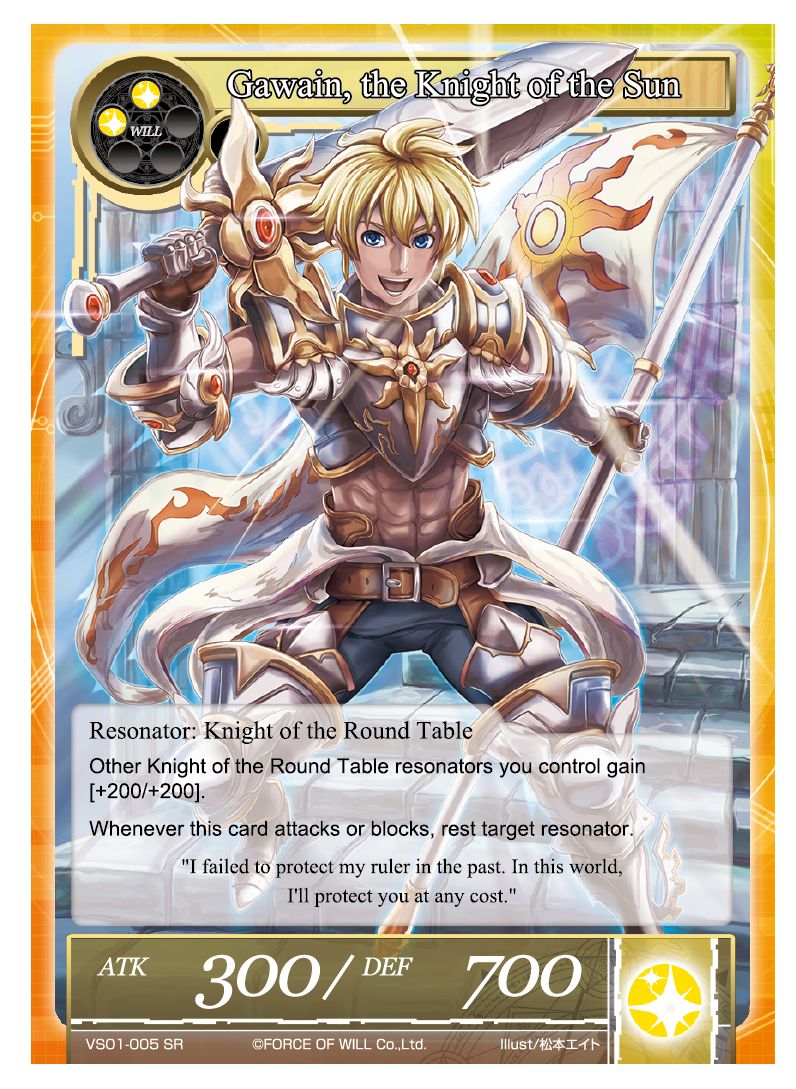 Gawain, the Knight of the Sun
WILL
Resonator: Knight of the Round Table
Other Knight of the Round Table resonators you control gain
[+200/+200].
Whenever this card attacks or blocks, rest target resonator.
"I failed to protect my ruler in the past. In this world,
I'll protect you at any cost."
ATK 300 / DEF 700
VS01-005 SR ©FORCE OF WILL Co.,Ltd. Illust/松本エイト